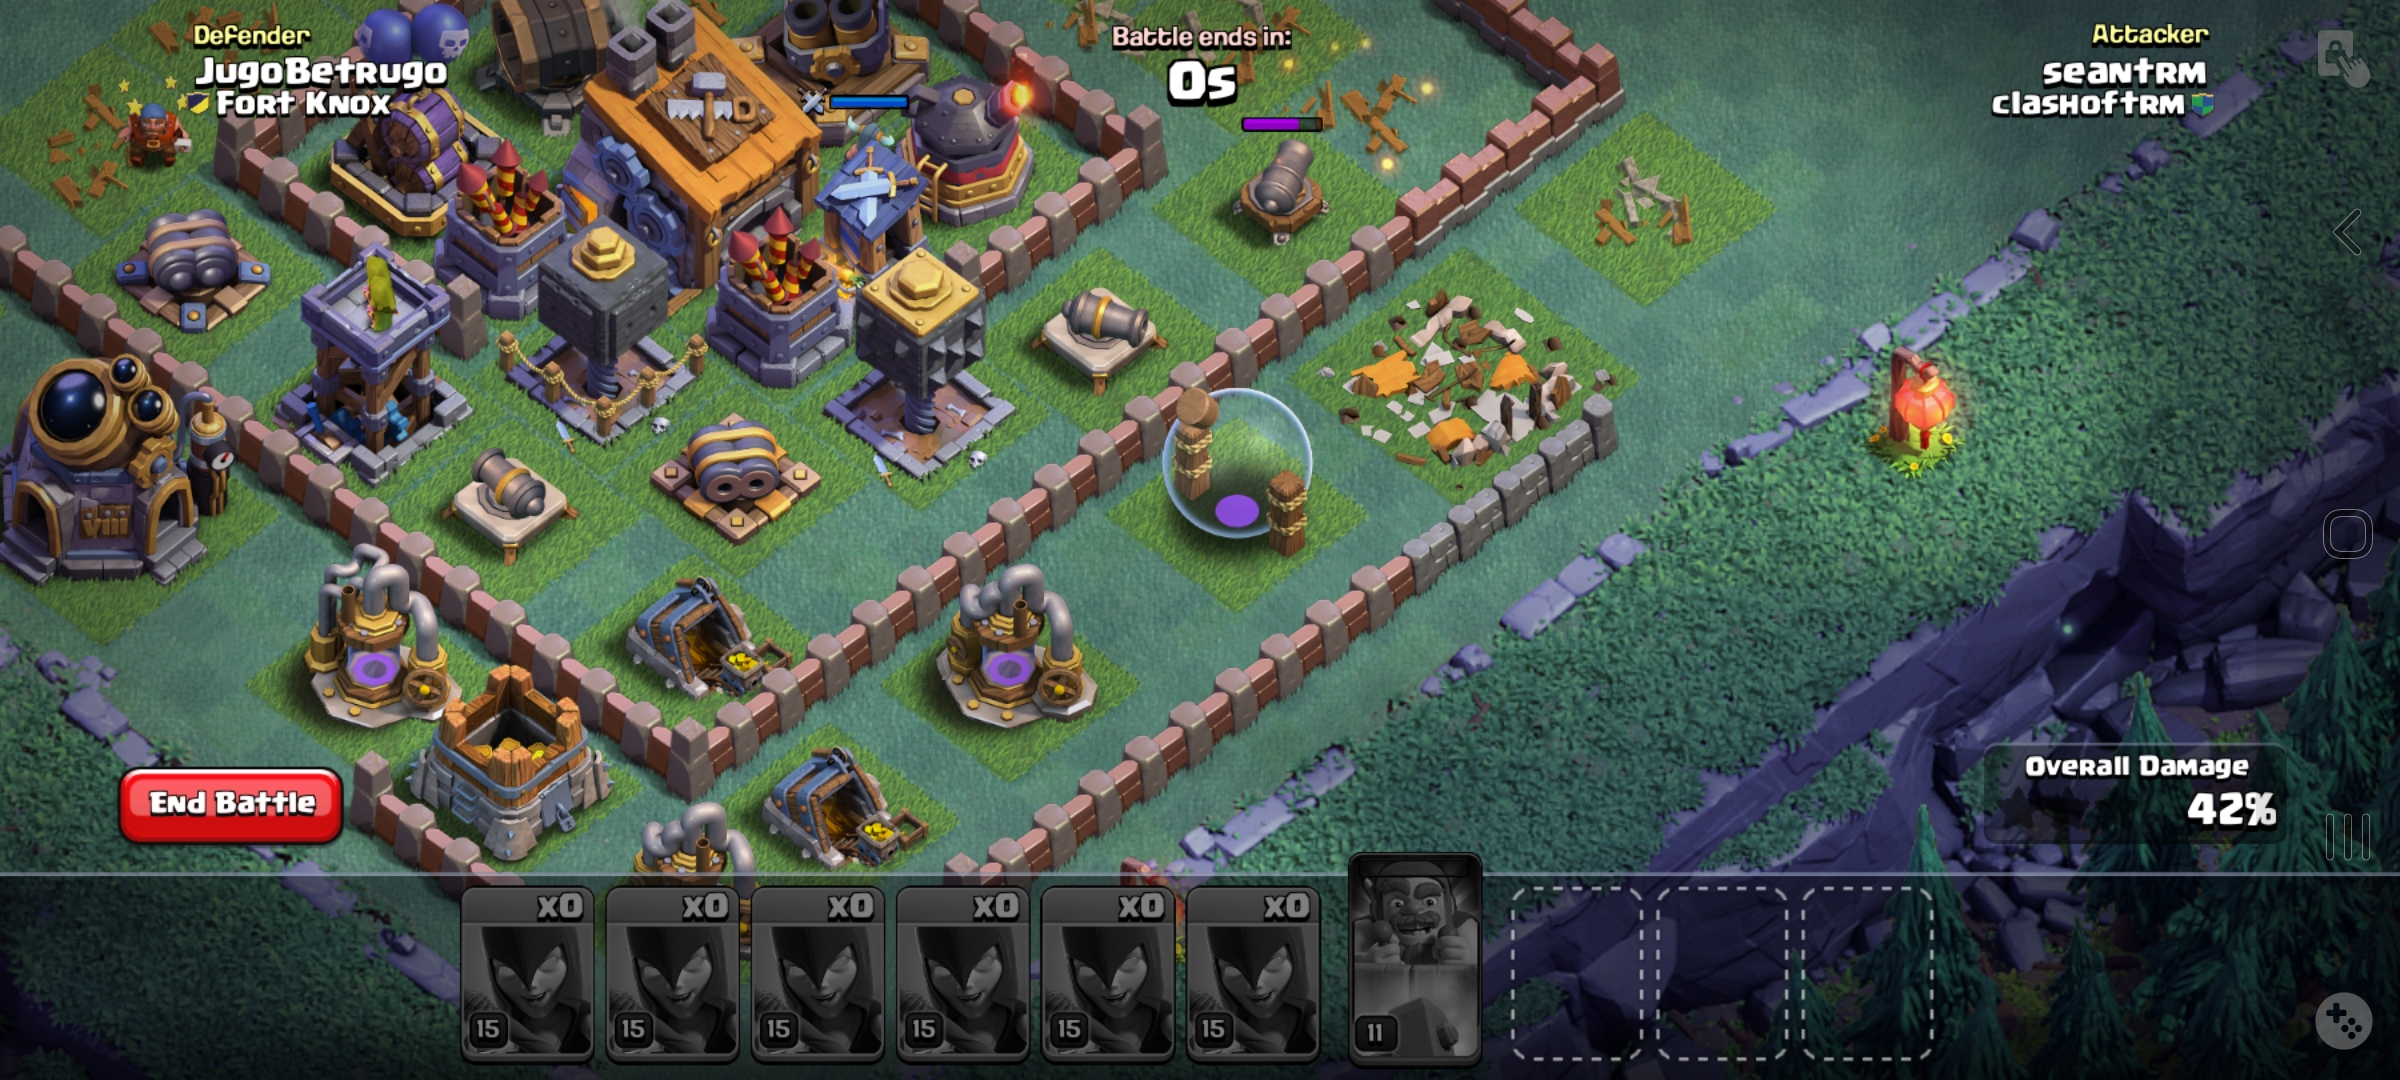 Defender
JugoBetrugo
Fort Knox
Battle ends in:
0s
Attacker
seantRM
clashoftRM
VIII
End Battle
Overall Damage
42%
x0
x0
x0
x0
x0
x0
15
15
15
15
15
15
11